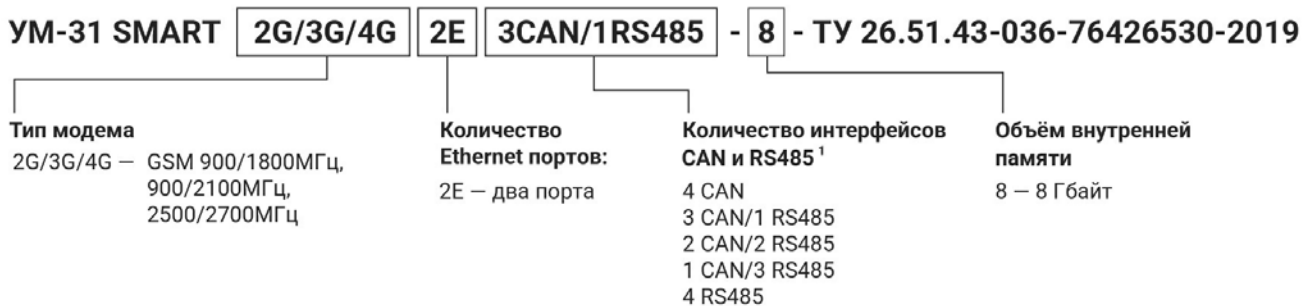 УМ-31 SMART 2G/3G/4G 2E 3CAN/1RS485 - 8 - ТУ 26.51.43-036-76426530-2019
Тип модема
2G/3G/4G — GSM 900/1800МГц,
900/2100МГц,
2500/2700МГц
Количество
Ethernet портов:
2E — два порта
Количество интерфейсов
CAN и RS485 ¹
4 CAN
3 CAN/1 RS485
2 CAN/2 RS485
1 CAN/3 RS485
4 RS485
Объём внутренней
памяти
8 — 8 Гбайт